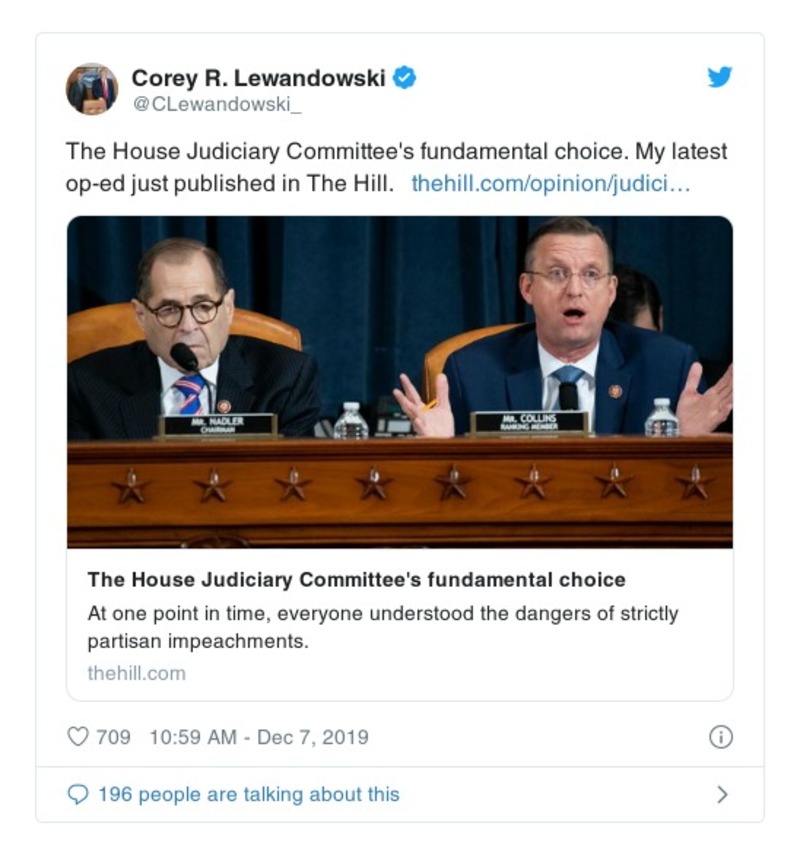 Corey R. Lewandowski
@CLewandowski_
The House Judiciary Committee's fundamental choice. My latest
op-ed just published in The Hill. thehill.com/opinion/judici…
MR. NADLER
CHAIRMAN
MR. COLLINS
RANKING MEMBER
The House Judiciary Committee's fundamental choice
At one point in time, everyone understood the dangers of strictly
partisan impeachments.
thehill.com
709 10:59 AM - Dec 7, 2019
196 people are talking about this